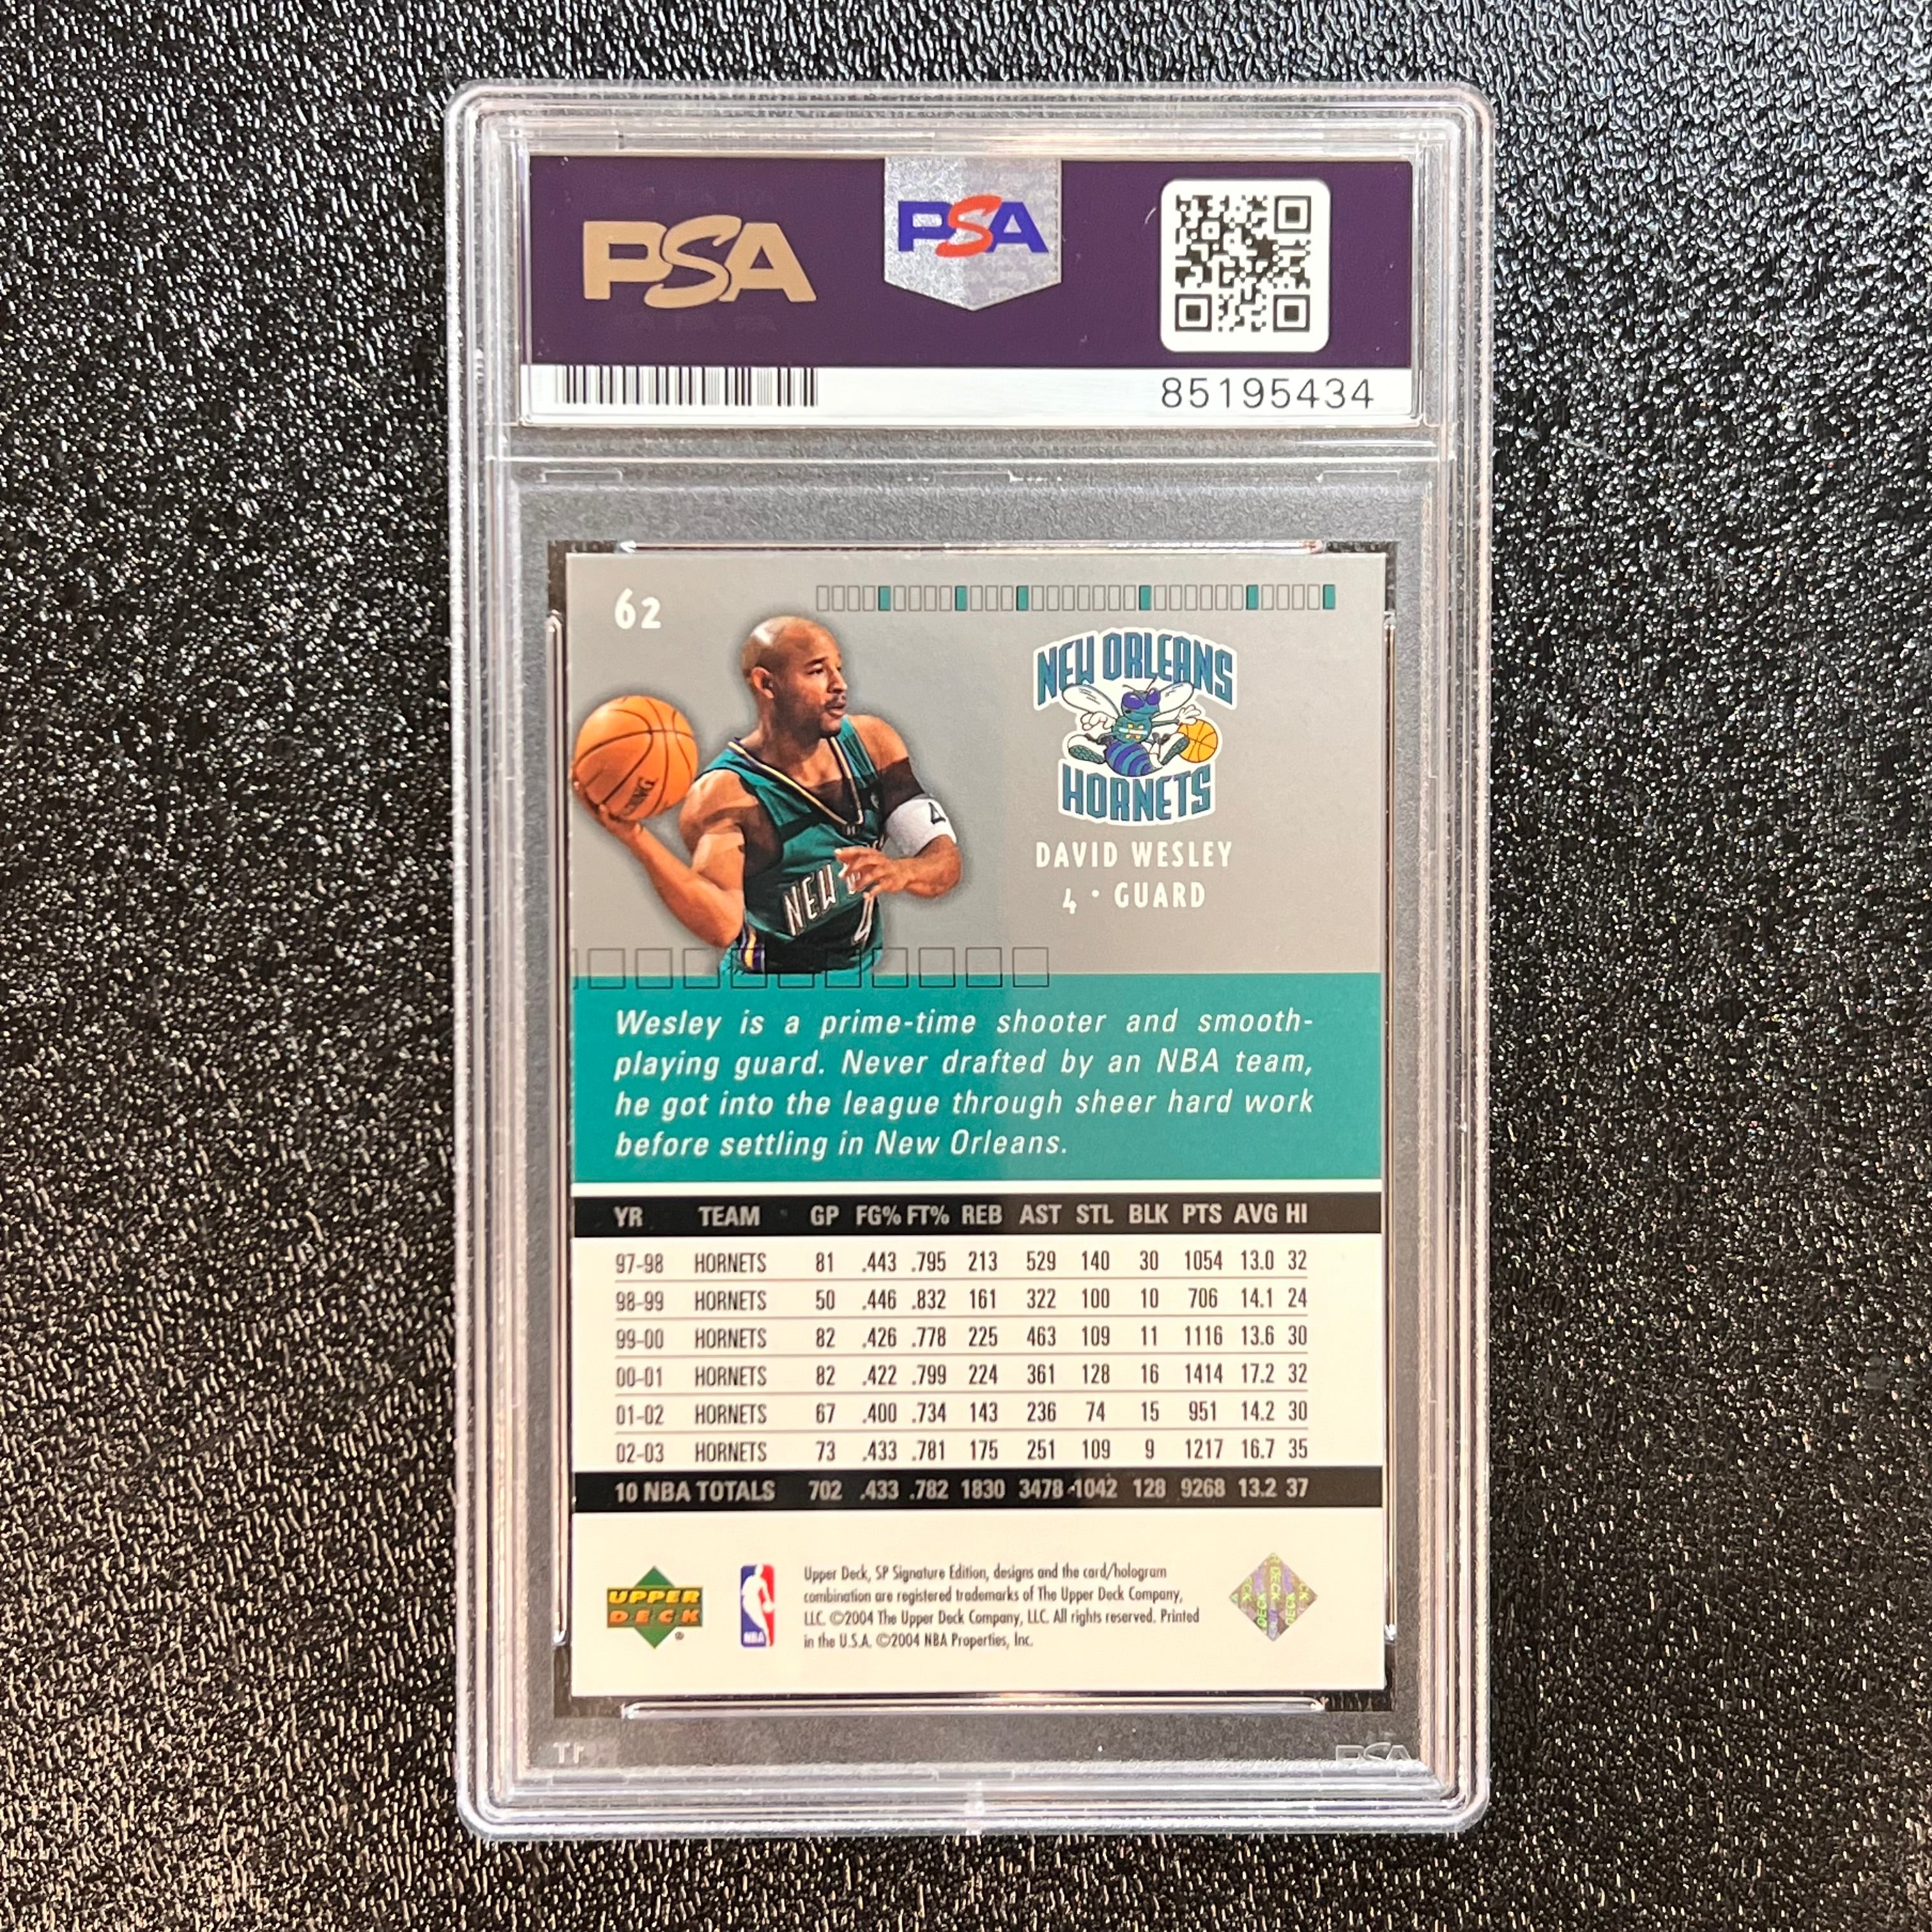 PSA
PSA
85195434
62
NEW ORLEANS
HORNETS
DAVID WESLEY
4 • GUARD
4
NEW
Wesley is a prime-time shooter and smooth-
playing guard. Never drafted by an NBA team,
he got into the league through sheer hard work
before settling in New Orleans.
YR TEAM GP FG% FT% REB AST STL BLK PTS AVG HI
97-98 HORNETS 81 .443 .795 213 529 140 30 1054 13.0 32
98-99 HORNETS 50 .446 .832 161 322 100 10 706 14.1 24
99-00 HORNETS 82 .426 .778 225 463 109 11 1116 13.6 30
00-01 HORNETS 82 .422 .799 224 361 128 16 1414 17.2 32
01-02 HORNETS 67 .400 .734 143 236 74 15 951 14.2 30
02-03 HORNETS 73 .433 .781 175 251 109 9 1217 16.7 35
10 NBA TOTALS 702 .433 .782 1830 3478 1042 128 9268 13.2 37
UPPER
DECK
®
NBA
Upper Deck, SP Signature Edition, designs and the card/hologram
combination are registered trademarks of The Upper Deck Company,
LLC. ©2004 The Upper Deck Company, LLC. All rights reserved. Printed
in the U.S.A. ©2004 NBA Properties, Inc.
PSA